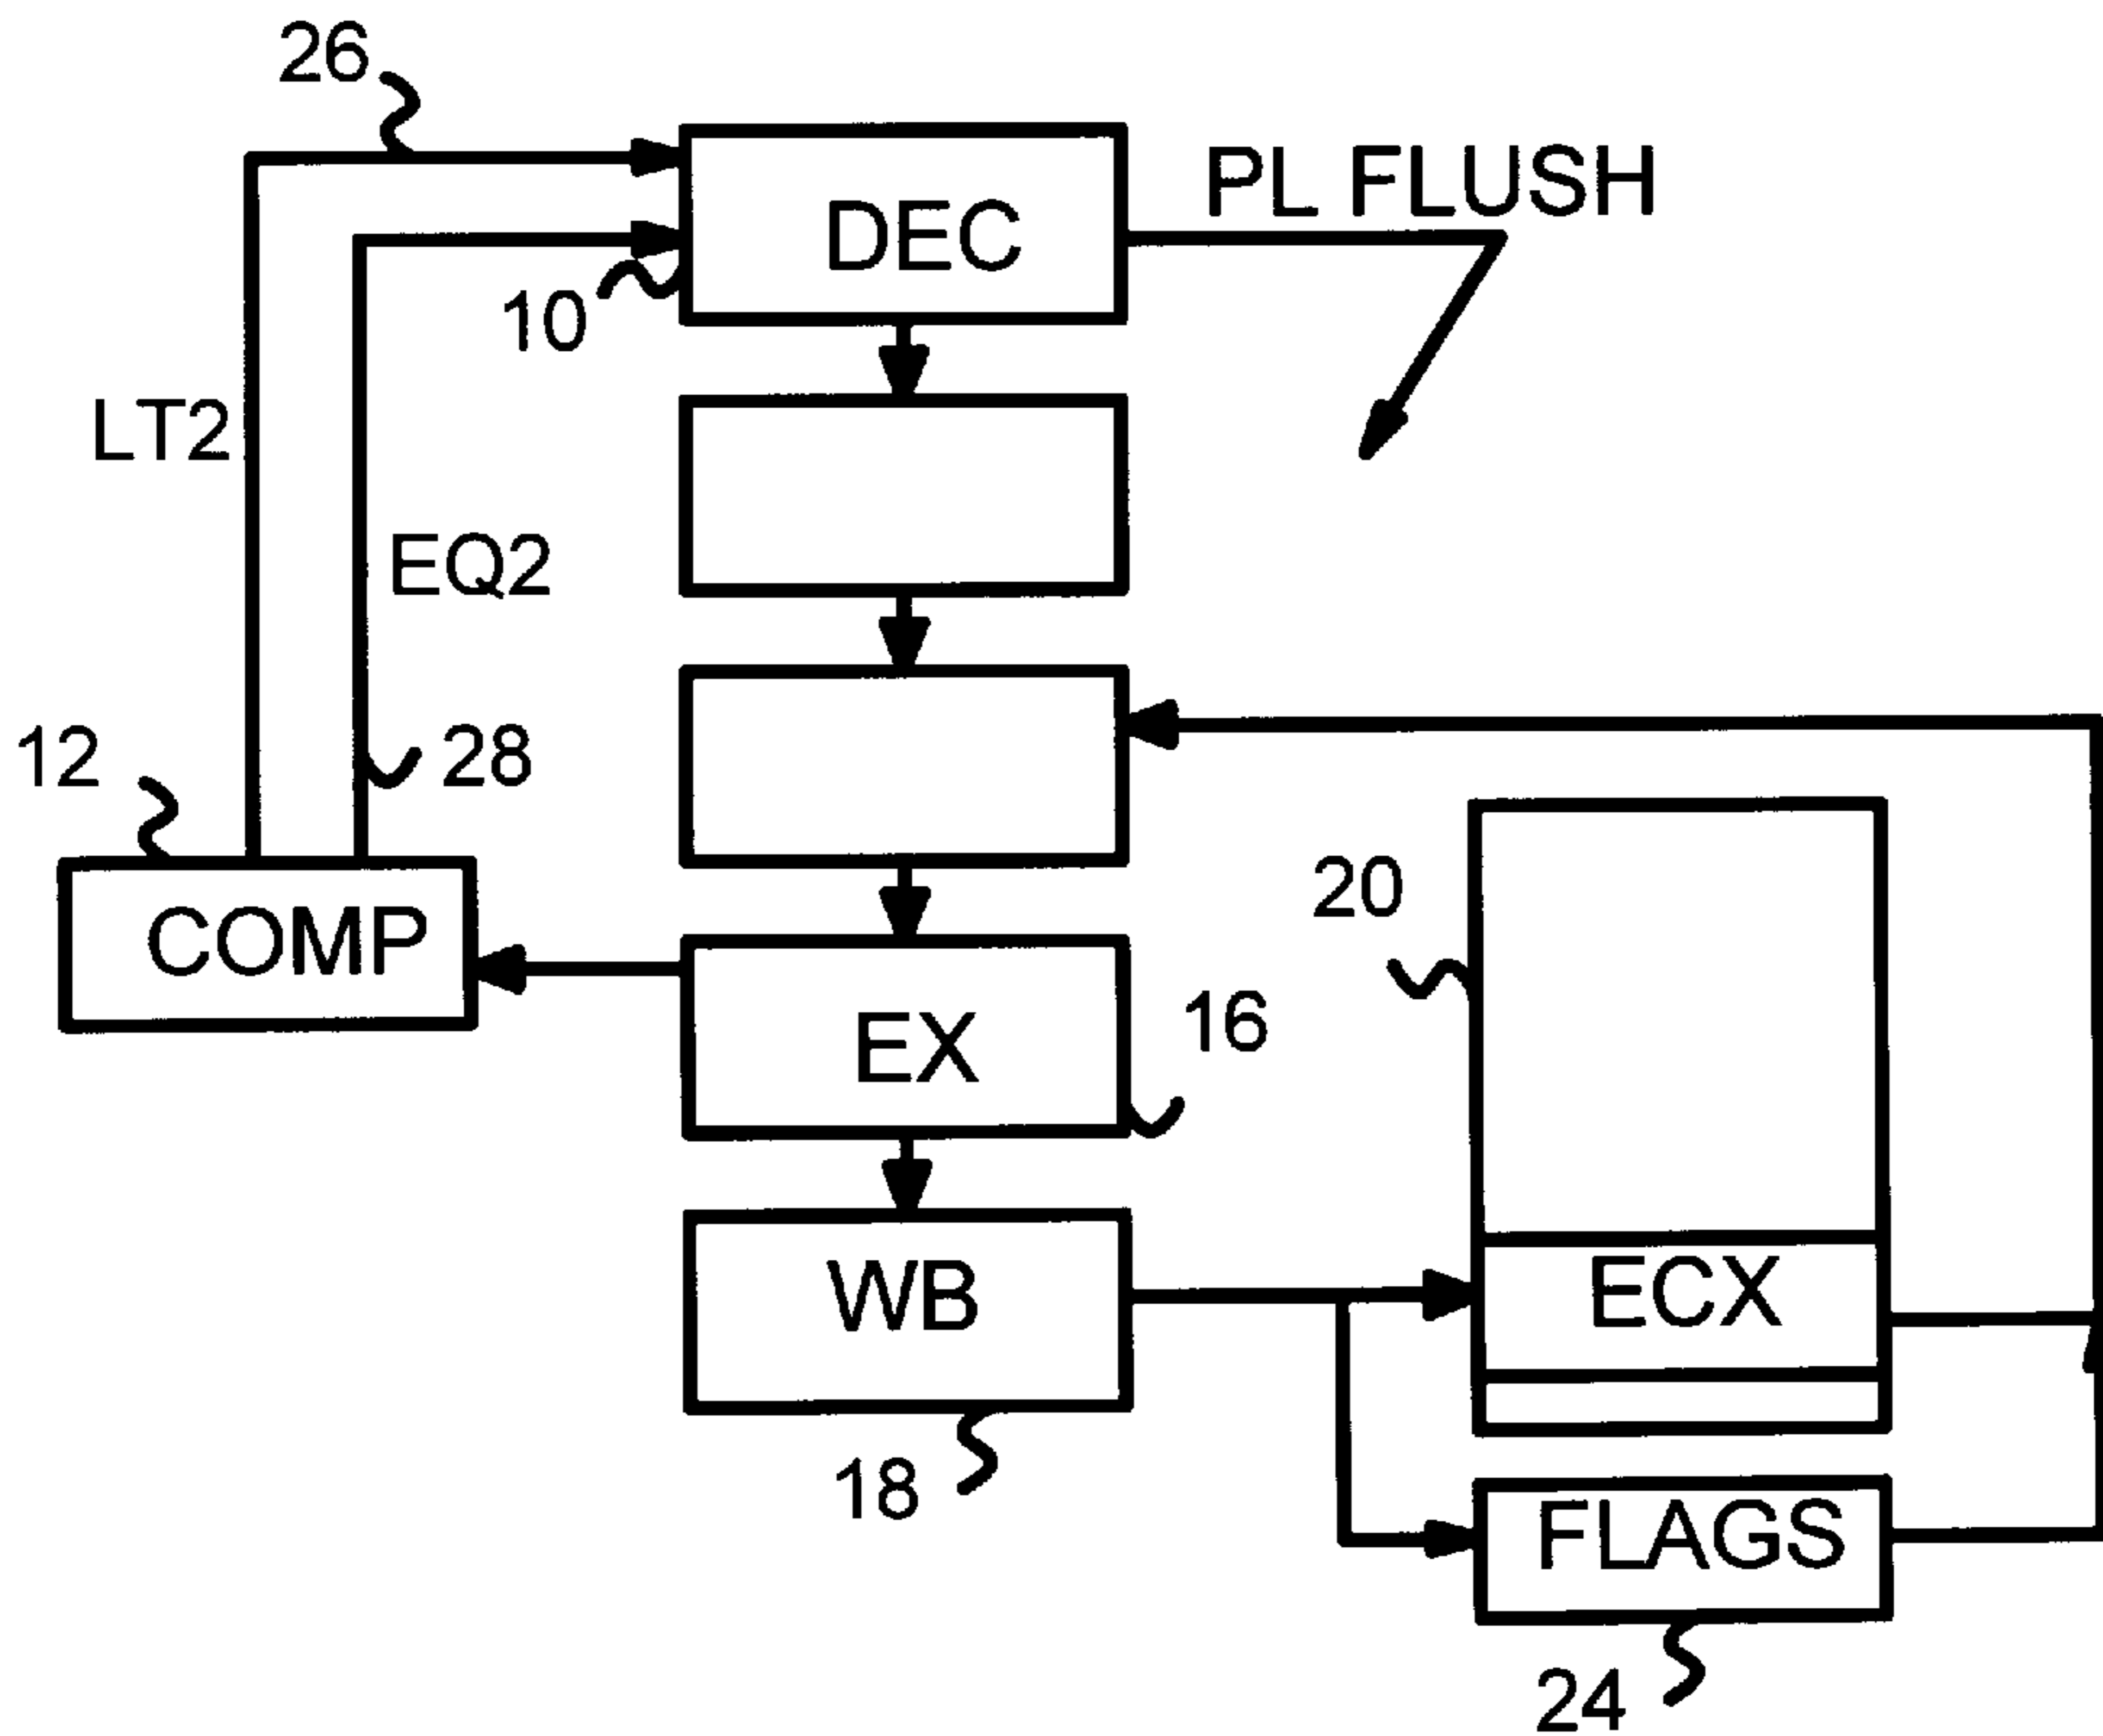 26
PL FLUSH
DEC
10
LT2
EQ2
12
28
20
COMP
16
EX
ECX
WB
18
FLAGS
24